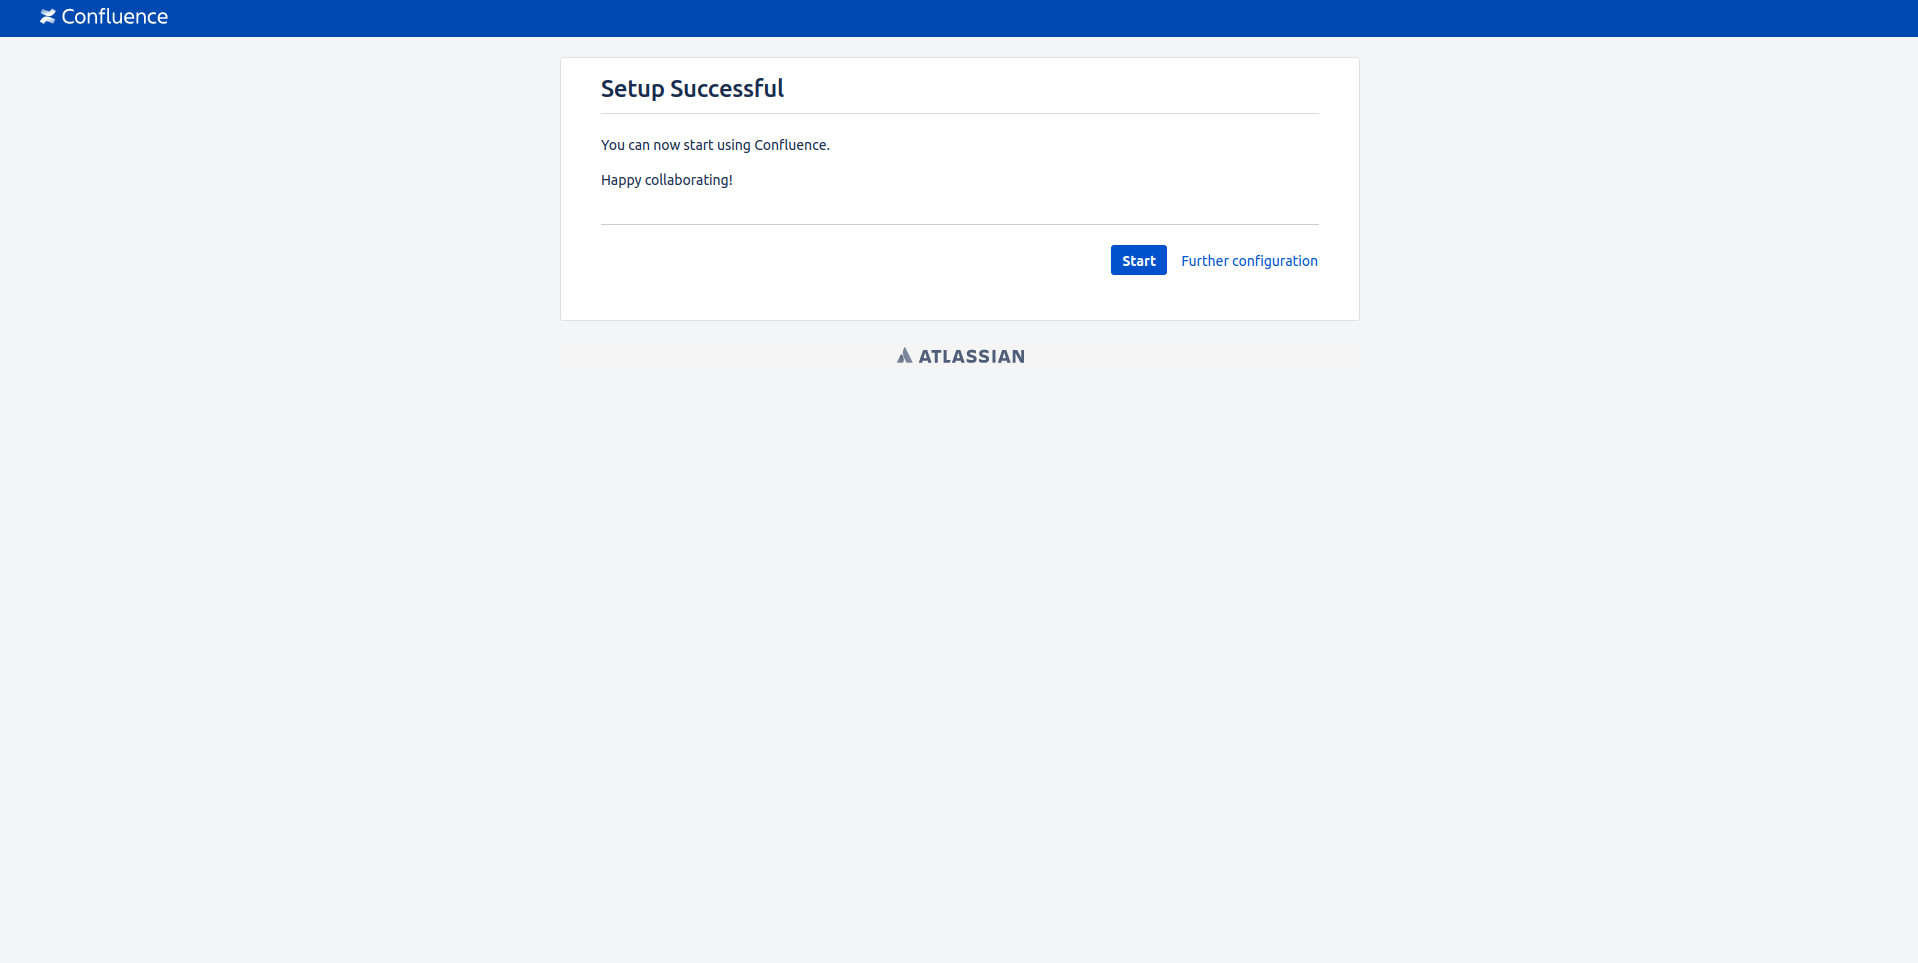 Confluence
Setup Successful
You can now start using Confluence.
Happy collaborating!
Start Further configuration
ATLASSIAN